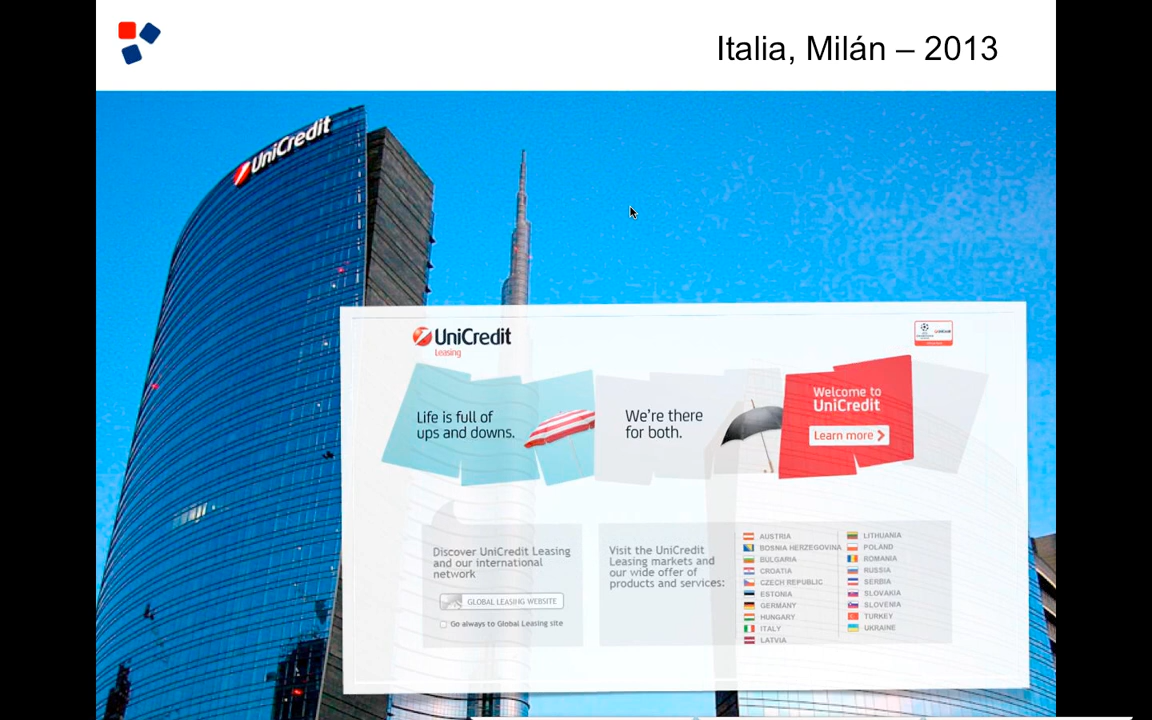 Italia, Milán – 2013
UniCredit
UniCredit
Leasing
Life is full of
ups and downs.
We're there
for both.
Welcome to
UniCredit
Learn more
Discover UniCredit Leasing
and our international
network
GLOBAL LEASING WEBSITE
Go always to Global Leasing site
Visit the UniCredit
Leasing markets and
our wide offer of
products and services:
AUSTRIA
BOSNIA HERZEGOVINA
BULGARIA
CROATIA
CZECH REPUBLIC
ESTONIA
GERMANY
HUNGARY
ITALY
LATVIA
LITHUANIA
POLAND
ROMANIA
RUSSIA
SERBIA
SLOVAKIA
SLOVENIA
TURKEY
UKRAINE